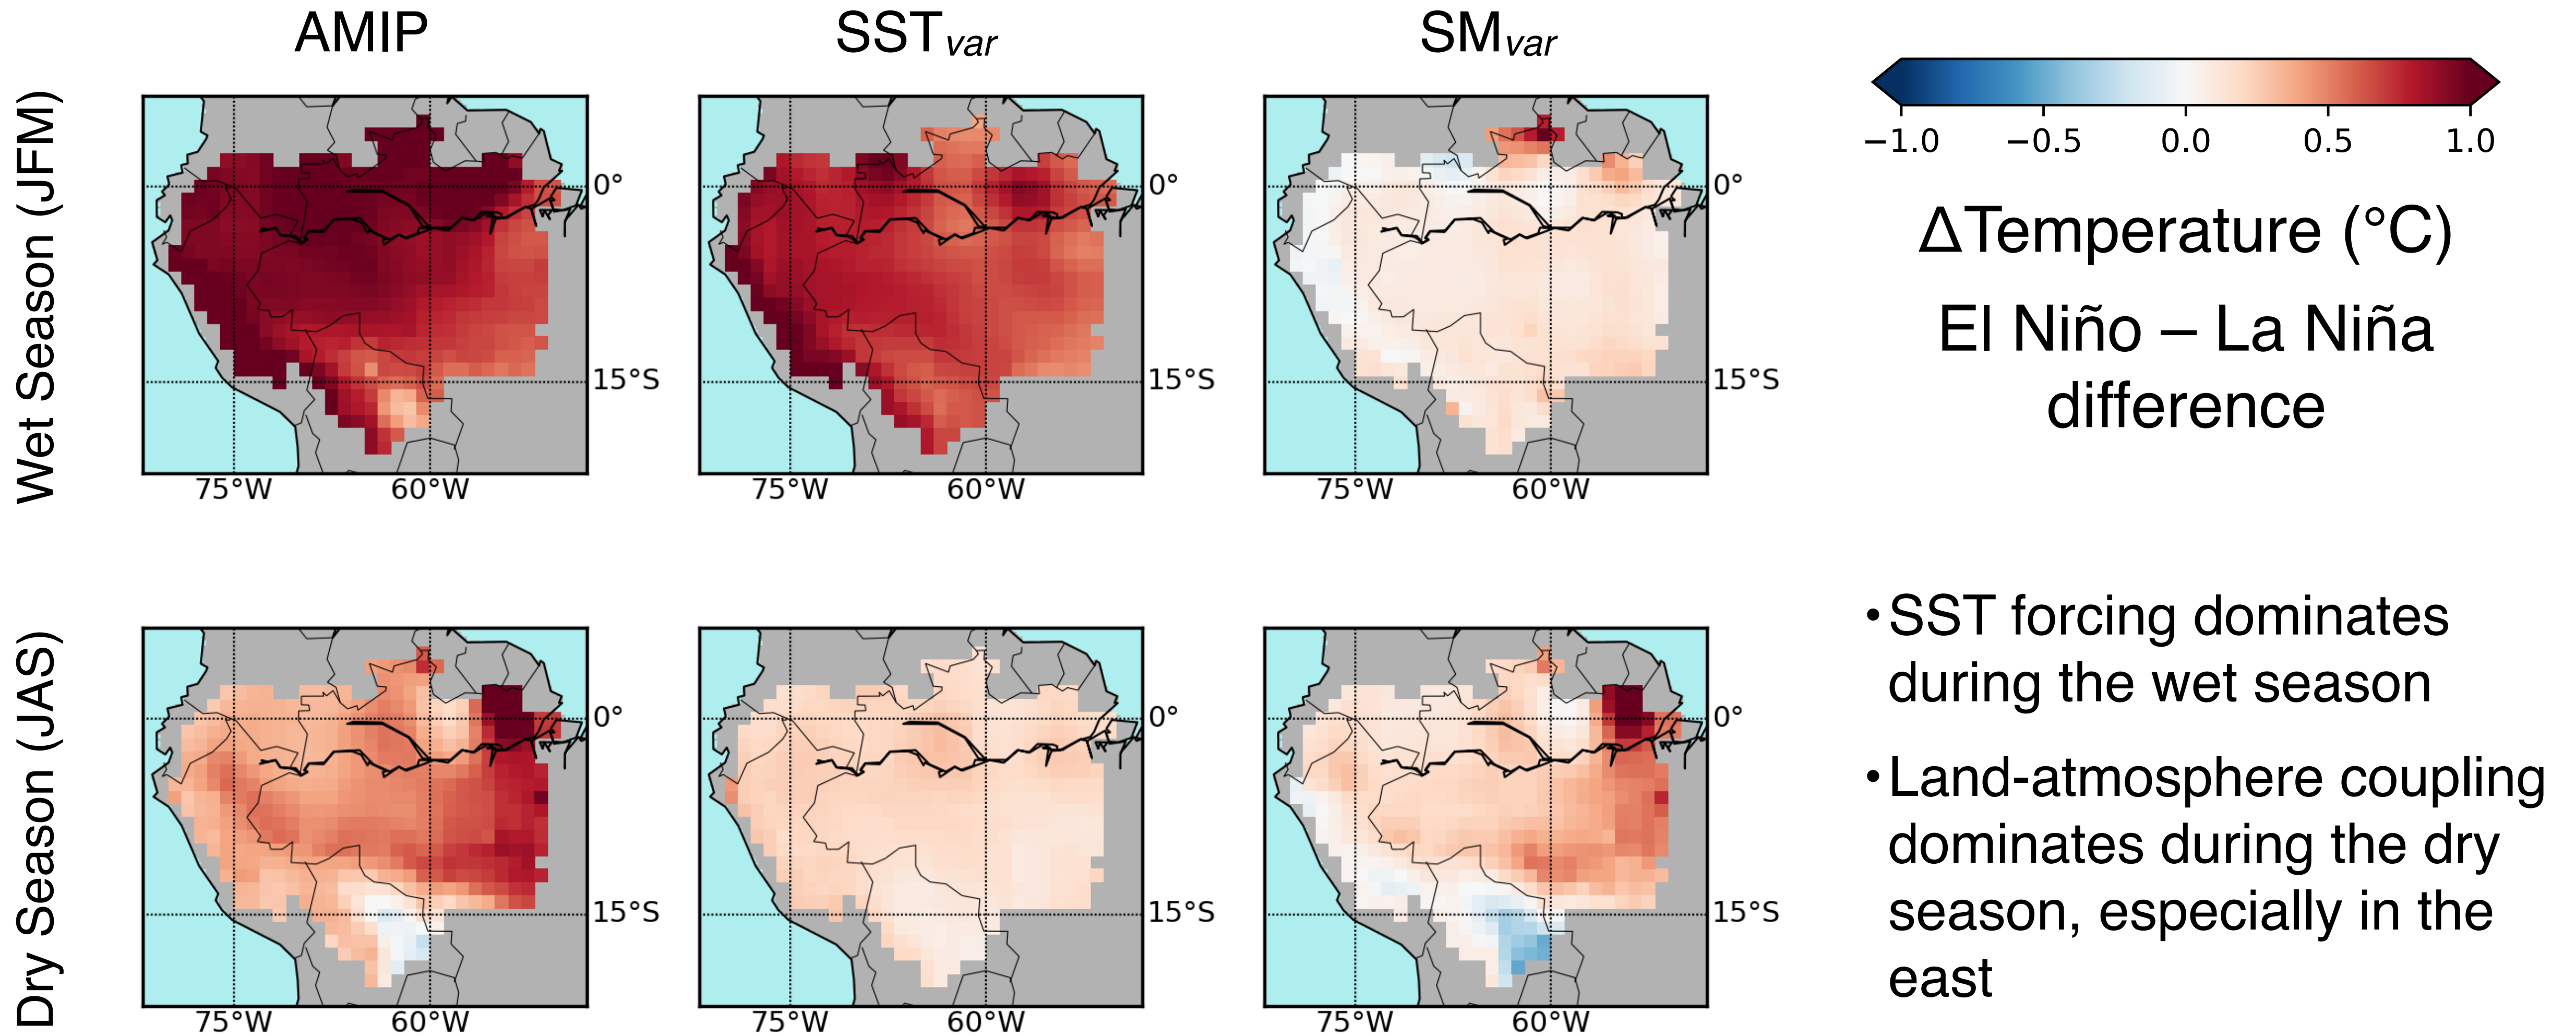 AMIP
SSTvar
SMvar
−1.0 −0.5 0.0 0.5 1.0
ΔTemperature (°C)
El Niño – La Niña
difference
Wet Season (JFM)
0°
15°S
75°W 60°W
0°
15°S
75°W 60°W
0°
15°S
75°W 60°W
Dry Season (JAS)
0°
15°S
75°W 60°W
0°
15°S
75°W 60°W
0°
15°S
75°W 60°W
•SST forcing dominates
during the wet season
•Land-atmosphere coupling
dominates during the dry
season, especially in the
east